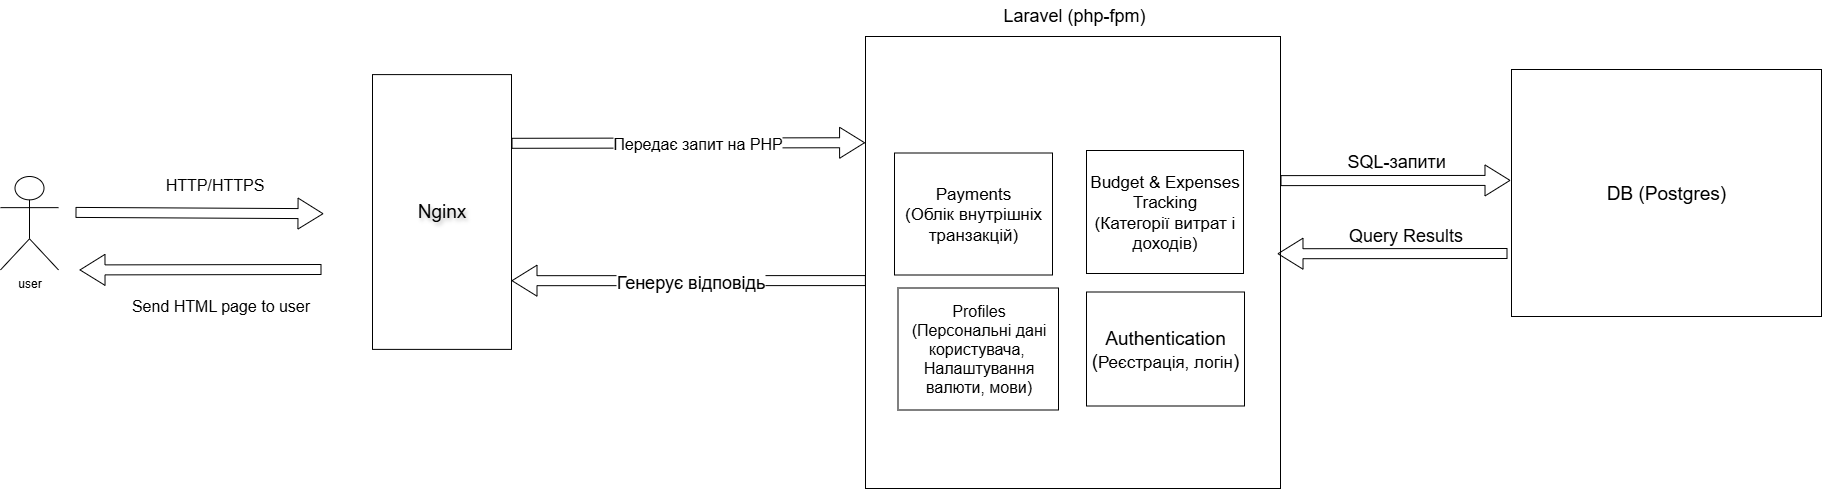 Laravel (php-fpm)
HTTP/HTTPS
user
Send HTML page to user
Nginx
Передає запит на PHP
Генерує відповідь
Payments
(Облік внутрішніх
транзакцій)
Budget & Expenses
Tracking
(Категорії витрат і
доходів)
Profiles
(Персональні дані
користувача,
Налаштування
валюти, мови)
Authentication
(Реєстрація, логін)
SQL-запити
Query Results
DB (Postgres)